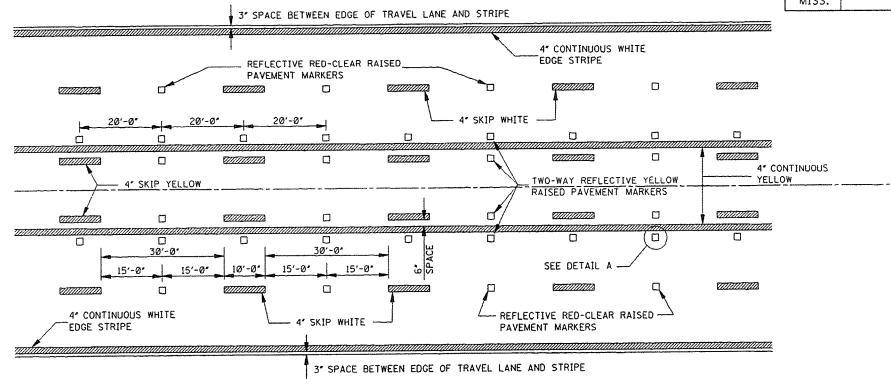 MISS.
3" SPACE BETWEEN EDGE OF TRAVEL LANE AND STRIPE
4" CONTINUOUS WHITE
EDGE STRIPE
REFLECTIVE RED-CLEAR RAISED
PAVEMENT MARKERS
4" SKIP WHITE
20'-0"
20'-0"
20'-0"
4" SKIP YELLOW
TWO-WAY REFLECTIVE YELLOW
RAISED PAVEMENT MARKERS
4" CONTINUOUS
YELLOW
30'-0"
30'-0"
15'-0"
15'-0"
10'-0"
15'-0"
15'-0"
6"
SPACE
SEE DETAIL A
4" CONTINUOUS WHITE
EDGE STRIPE
4" SKIP WHITE
REFLECTIVE RED-CLEAR RAISED
PAVEMENT MARKERS
3" SPACE BETWEEN EDGE OF TRAVEL LANE AND STRIPE